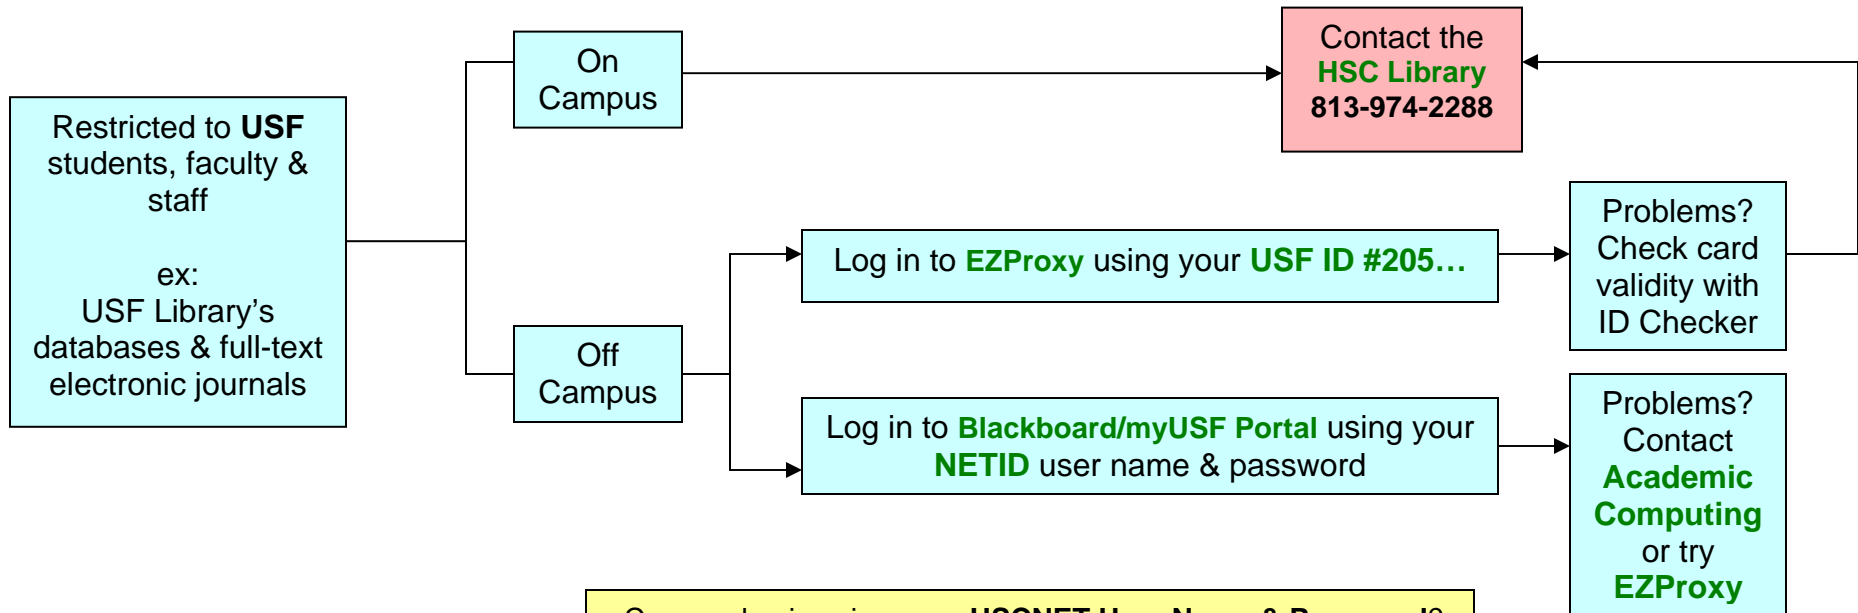 Restricted to USF
students, faculty &
staff
ex:
USF Library’s
databases & full-text
electronic journals
On
Campus
Contact the
HSC Library
813-974-2288
Off
Campus
Log in to EZProxy using your USF ID #205…
Problems?
Check card
validity with
ID Checker
Log in to Blackboard/myUSF Portal using your
NETID user name & password
Problems?
Contact
Academic
Computing
or try
EZProxy